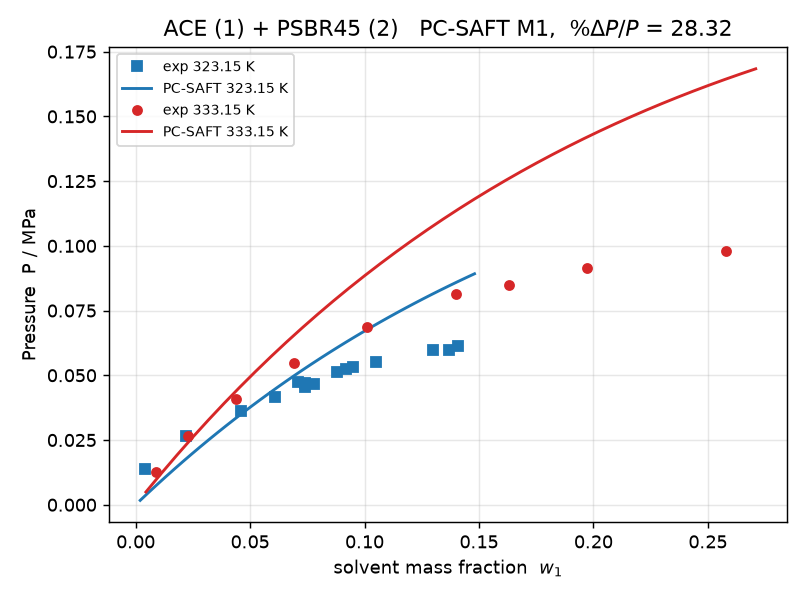 ACE (1) + PSBR45 (2)   PC-SAFT M1,  %ΔP/P = 28.32
exp 323.15 K
PC-SAFT 323.15 K
exp 333.15 K
PC-SAFT 333.15 K
Pressure  P / MPa
0.175
0.150
0.125
0.100
0.075
0.050
0.025
0.000
0.00 0.05 0.10 0.15 0.20 0.25
solvent mass fraction  w₁